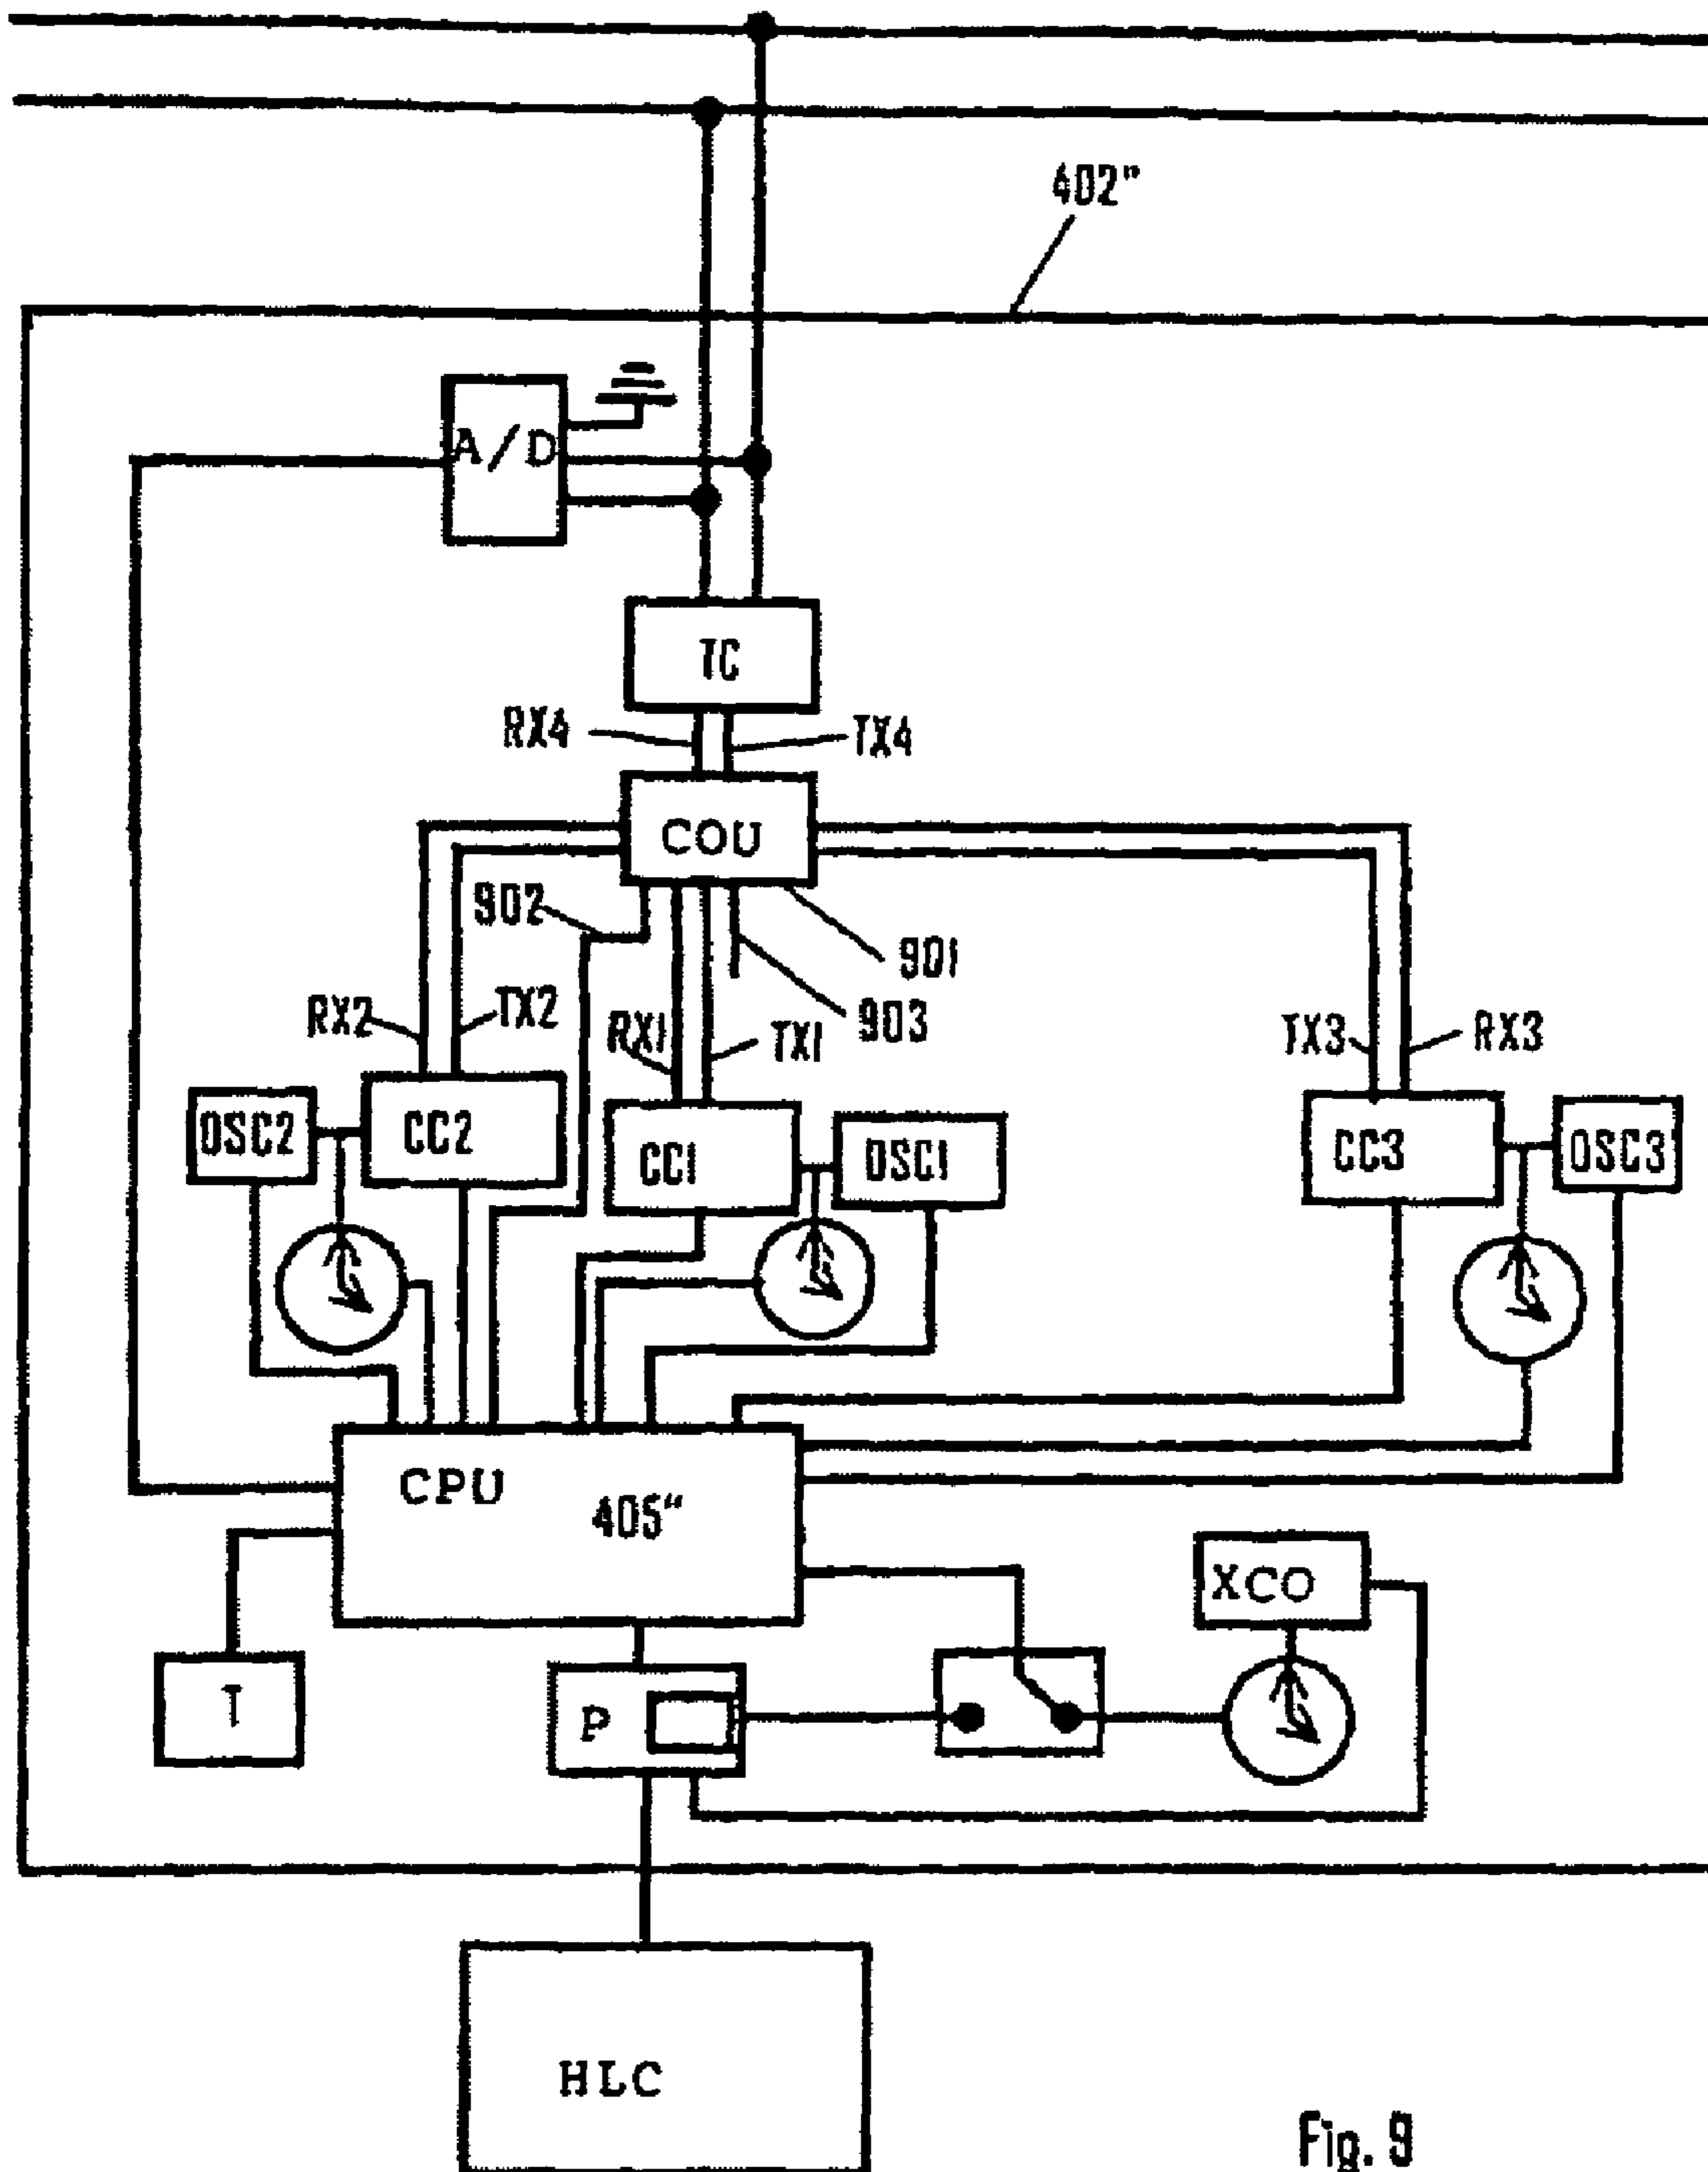 402"
A/D
TC
RX4
TX4
COU
902
901
903
RX2
TX2
RX1
TX1
TX3
RX3
OSC2
CC2
CC1
OSC1
CC3
OSC3
CPU
405"
XCO
T
P
HLC
Fig. 9